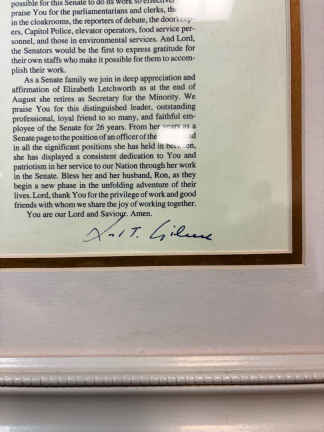 possible for this Senate to do its work so effectiv
praise You for the parliamentarians and clerks, th
in the cloakrooms, the reporters of debate, the doorkeep-
ers, Capitol Police, elevator operators, food service per-
sonnel, and those in environmental services. And Lord,
the Senators would be the first to express gratitude for
their own staffs who make it possible for them to accom-
plish their work.
As a Senate family we join in deep appreciation and
affirmation of Elizabeth Letchworth as at the end of
August she retires as Secretary for the Minority. We
praise You for this distinguished leader, outstanding
professional, loyal friend to so many, and faithful em-
ployee of the Senate for 26 years. From her years as a
Senate page to the position of an officer of the
in all the significant positions she has held in between,
she has displayed a consistent dedication to You and
patriotism in her service to our Nation through her work
in the Senate. Bless her and her husband, Ron, as they
begin a new phase in the unfolding adventure of their
lives. Lord, thank You for the privilege of work and good
friends with whom we share the joy of working together.
You are our Lord and Saviour. Amen.